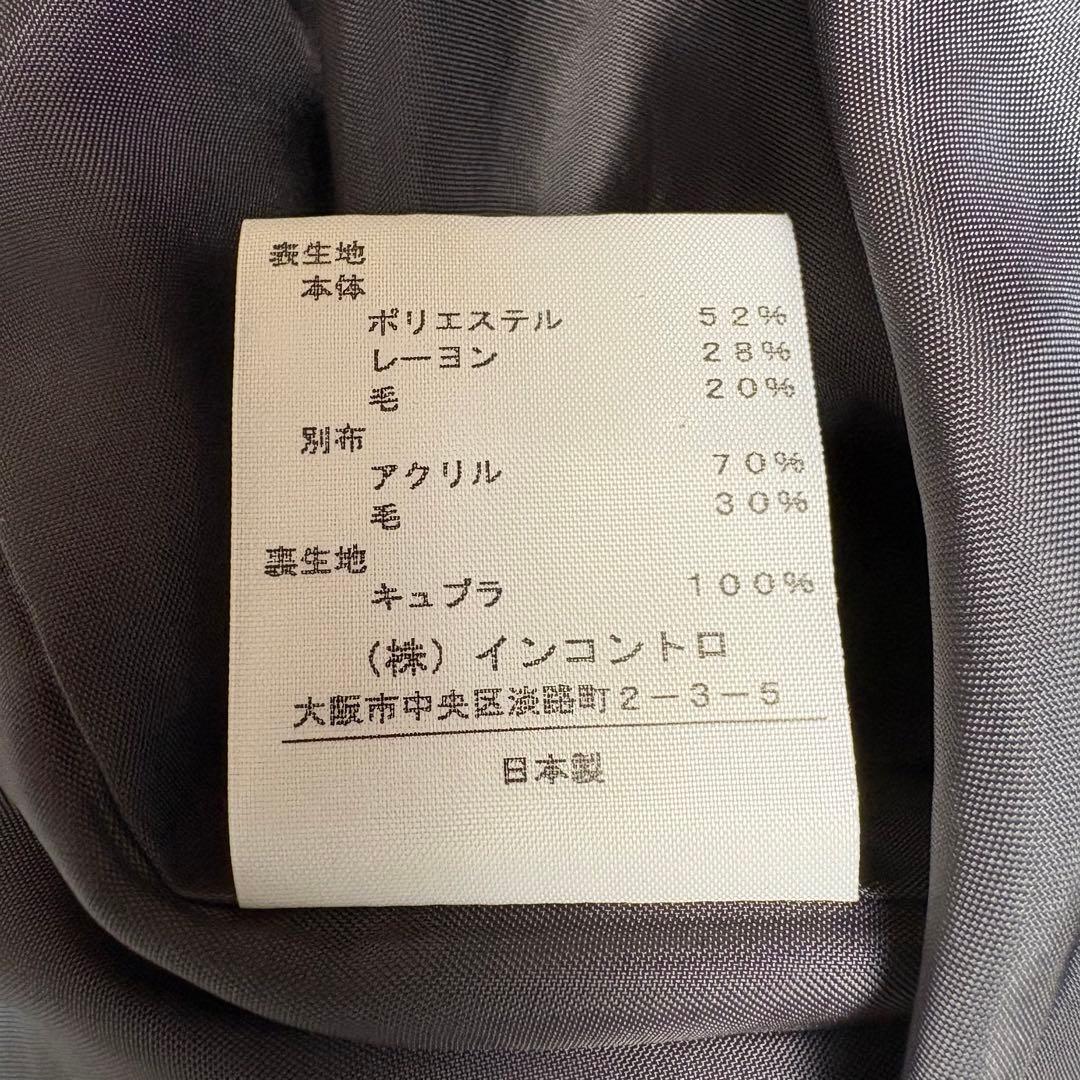 表生地
本体
ポリエステル 52%
レーヨン 28%
毛 20%
別布
アクリル 70%
毛 30%
裏生地
キュプラ 100%
(株)インコントロ
大阪市中央区淡路町2-3-5
日本製